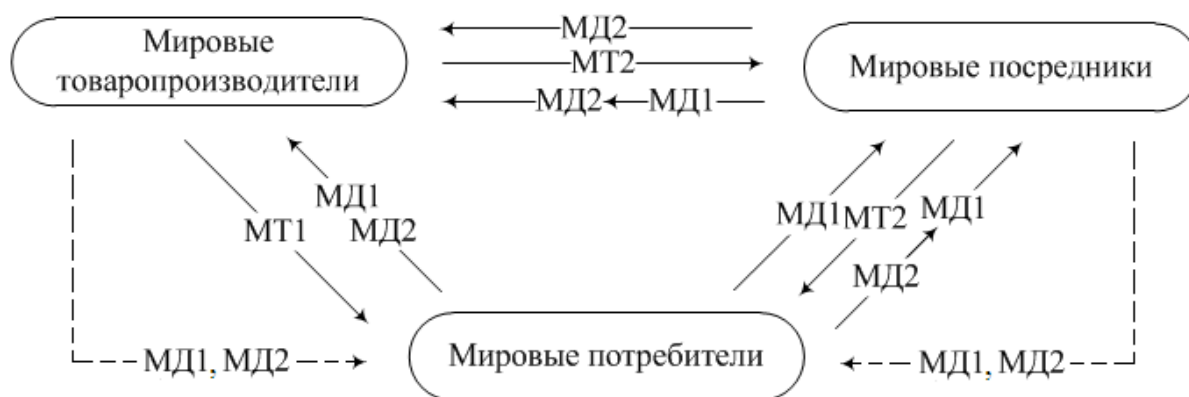 МД2
Мировые
товаропроизводители
МТ2
Мировые посредники
МД2 МД1
МД1
МТ1
МД2
МД1 МТ2 МД1
МД2
Мировые потребители
МД1, МД2
МД1, МД2